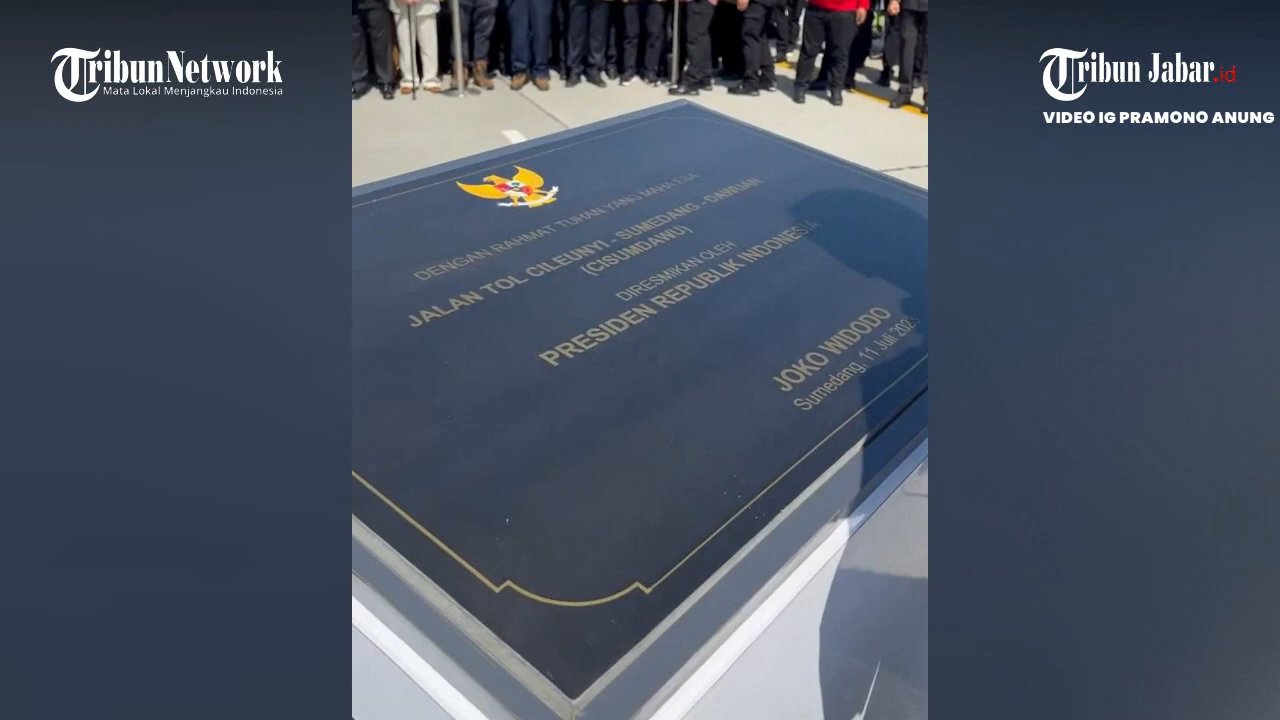 TribunNetwork
Mata Lokal Menjangkau Indonesia
Tribun Jabar.id
VIDEO IG PRAMONO ANUNG
DENGAN RAHMAT TUHAN YANG MAHA ESA
JALAN TOL CILEUNYI - SUMEDANG - DAWUAN
(CISUMDAWU)
DIRESMIKAN OLEH
PRESIDEN REPUBLIK INDONESIA
JOKO WIDODO
Sumedang, 11 Juli 2023